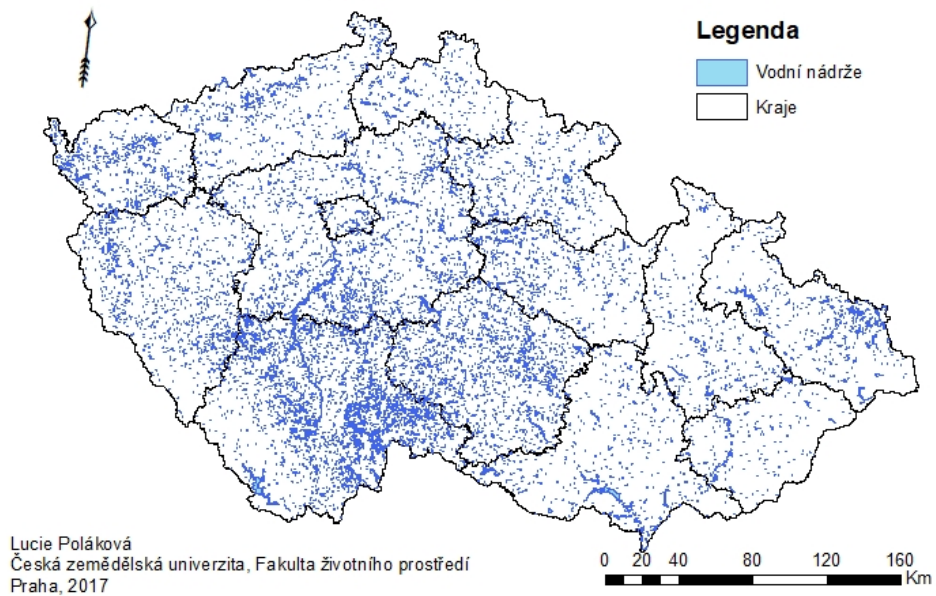 Legenda
Vodní nádrže
Kraje
Lucie Poláková
Česká zemědělská univerzita, Fakulta životního prostředí
Praha, 2017
0 20 40 80 120 160
Km